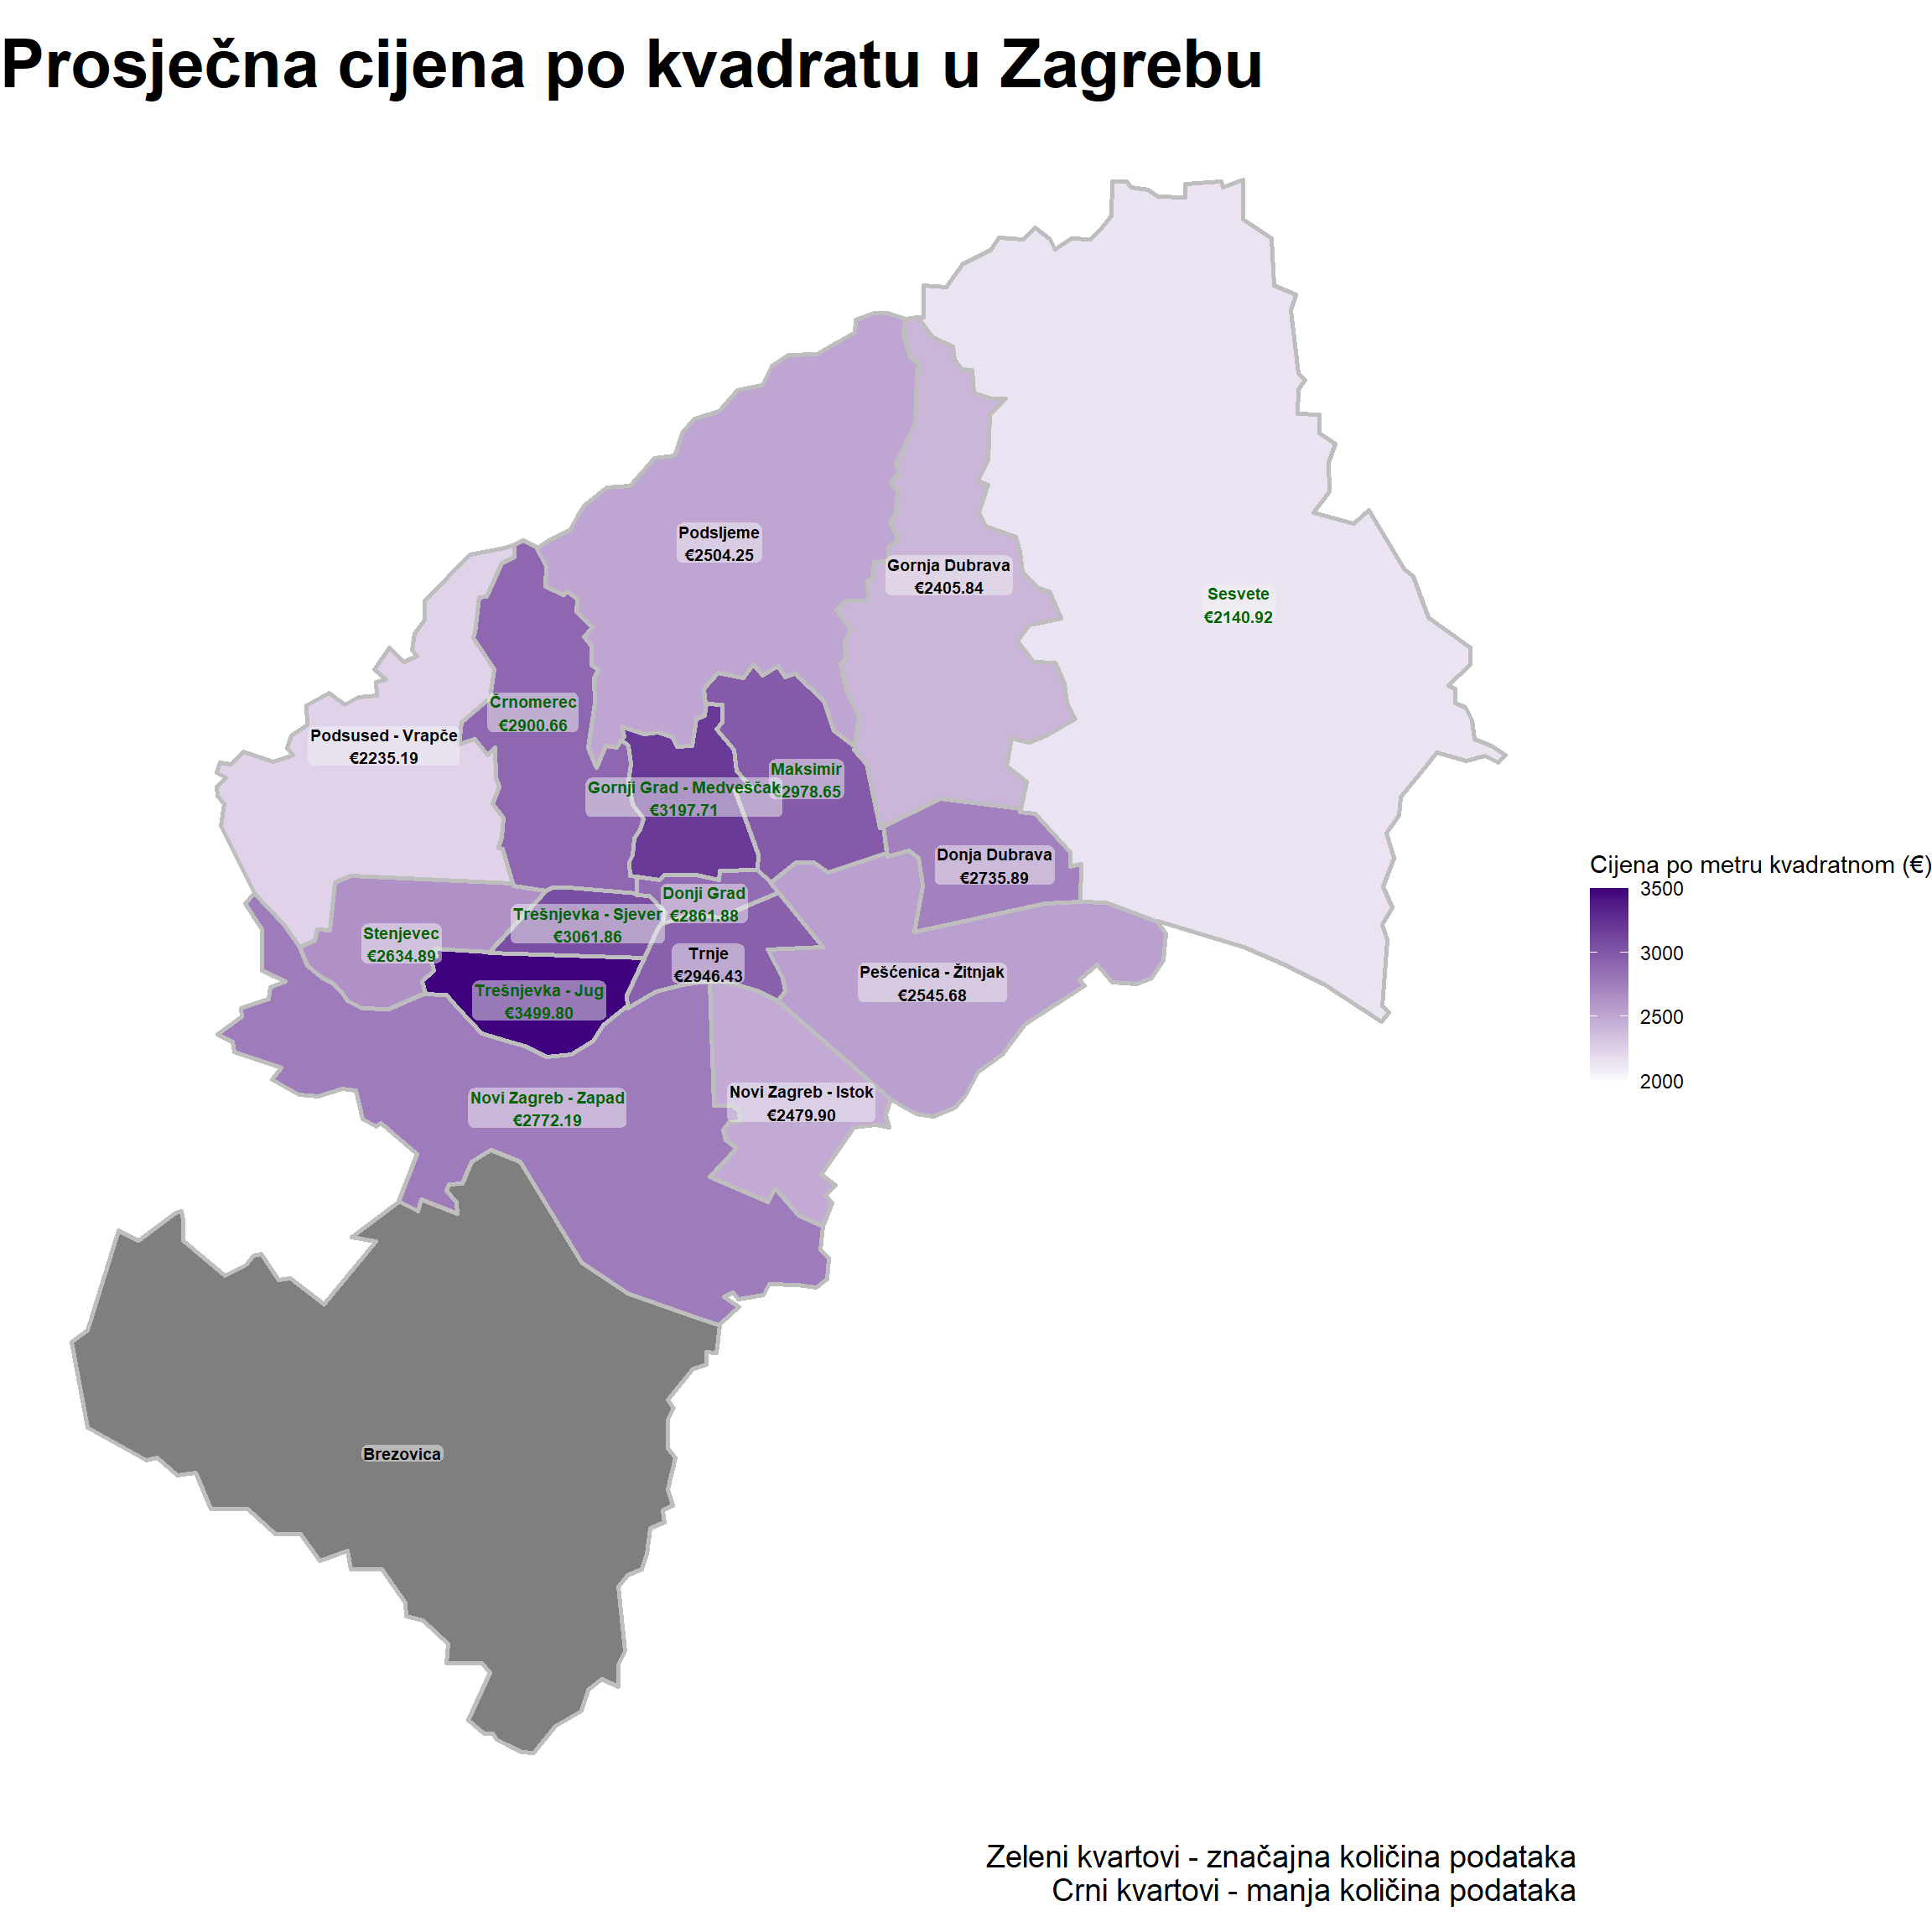 Prosječna cijena po kvadratu u Zagrebu
Podsljeme
€2504.25
Gornja Dubrava
€2405.84
Sesvete
€2140.92
Črnomerec
€2900.66
Podsused - Vrapče
€2235.19
Maksimir
€2978.65
Gornji Grad - Medveščak
€3197.71
Donja Dubrava
€2735.89
Donji Grad
€2861.88
Trešnjevka - Sjever
€3061.86
Stenjevec
€2634.89
Trnje
€2946.43
Pešćenica - Žitnjak
€2545.68
Trešnjevka - Jug
€3499.80
Novi Zagreb - Zapad
€2772.19
Novi Zagreb - Istok
€2479.90
Brezovica
Cijena po metru kvadratnom (€)
3500
3000
2500
2000
Zeleni kvartovi - značajna količina podataka
Crni kvartovi - manja količina podataka